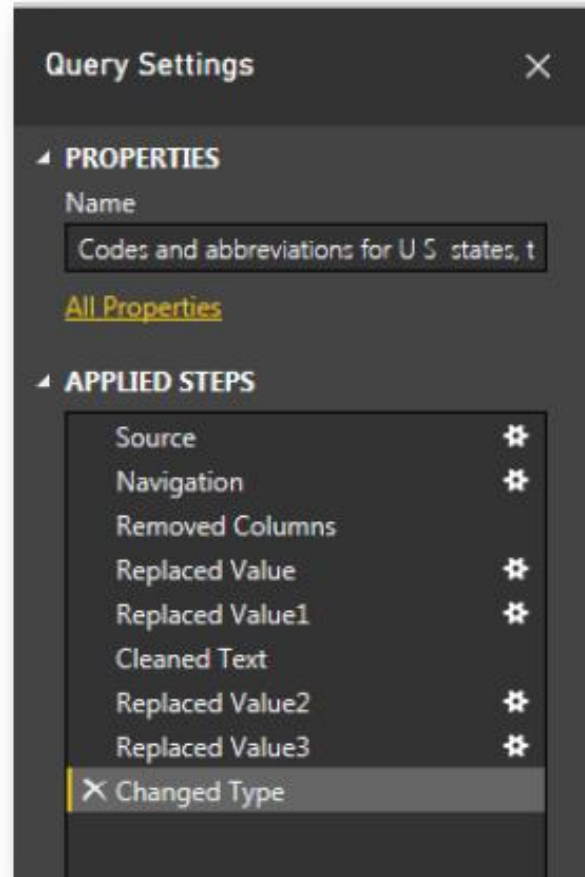 Query Settings
PROPERTIES
Name
Codes and abbreviations for U S  states, t
All Properties
APPLIED STEPS
Source
Navigation
Removed Columns
Replaced Value
Replaced Value1
Cleaned Text
Replaced Value2
Replaced Value3
Changed Type